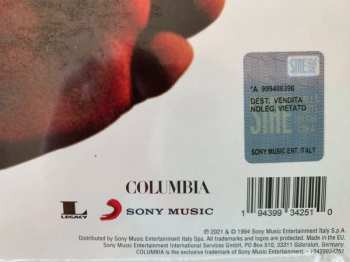 SIAE
*A 999408396
DEST. VENDITA
NOLEG. VIETATO
SONY MUSIC ENT. ITALY
COLUMBIA
LEGACY
SONY MUSIC
1 94399 34251 0
℗ 2021 & © 1994 Sony Music Entertainment Italy S.p.A.
Distributed by Sony Music Entertainment Italy Spa. All trademarks and logos are protected. Made in the EU.
Sony Music Entertainment International Services GmbH, PO Box 510, 33311 Gütersloh, Germany.
COLUMBIA is the exclusive trademark of Sony Music Entertainment.